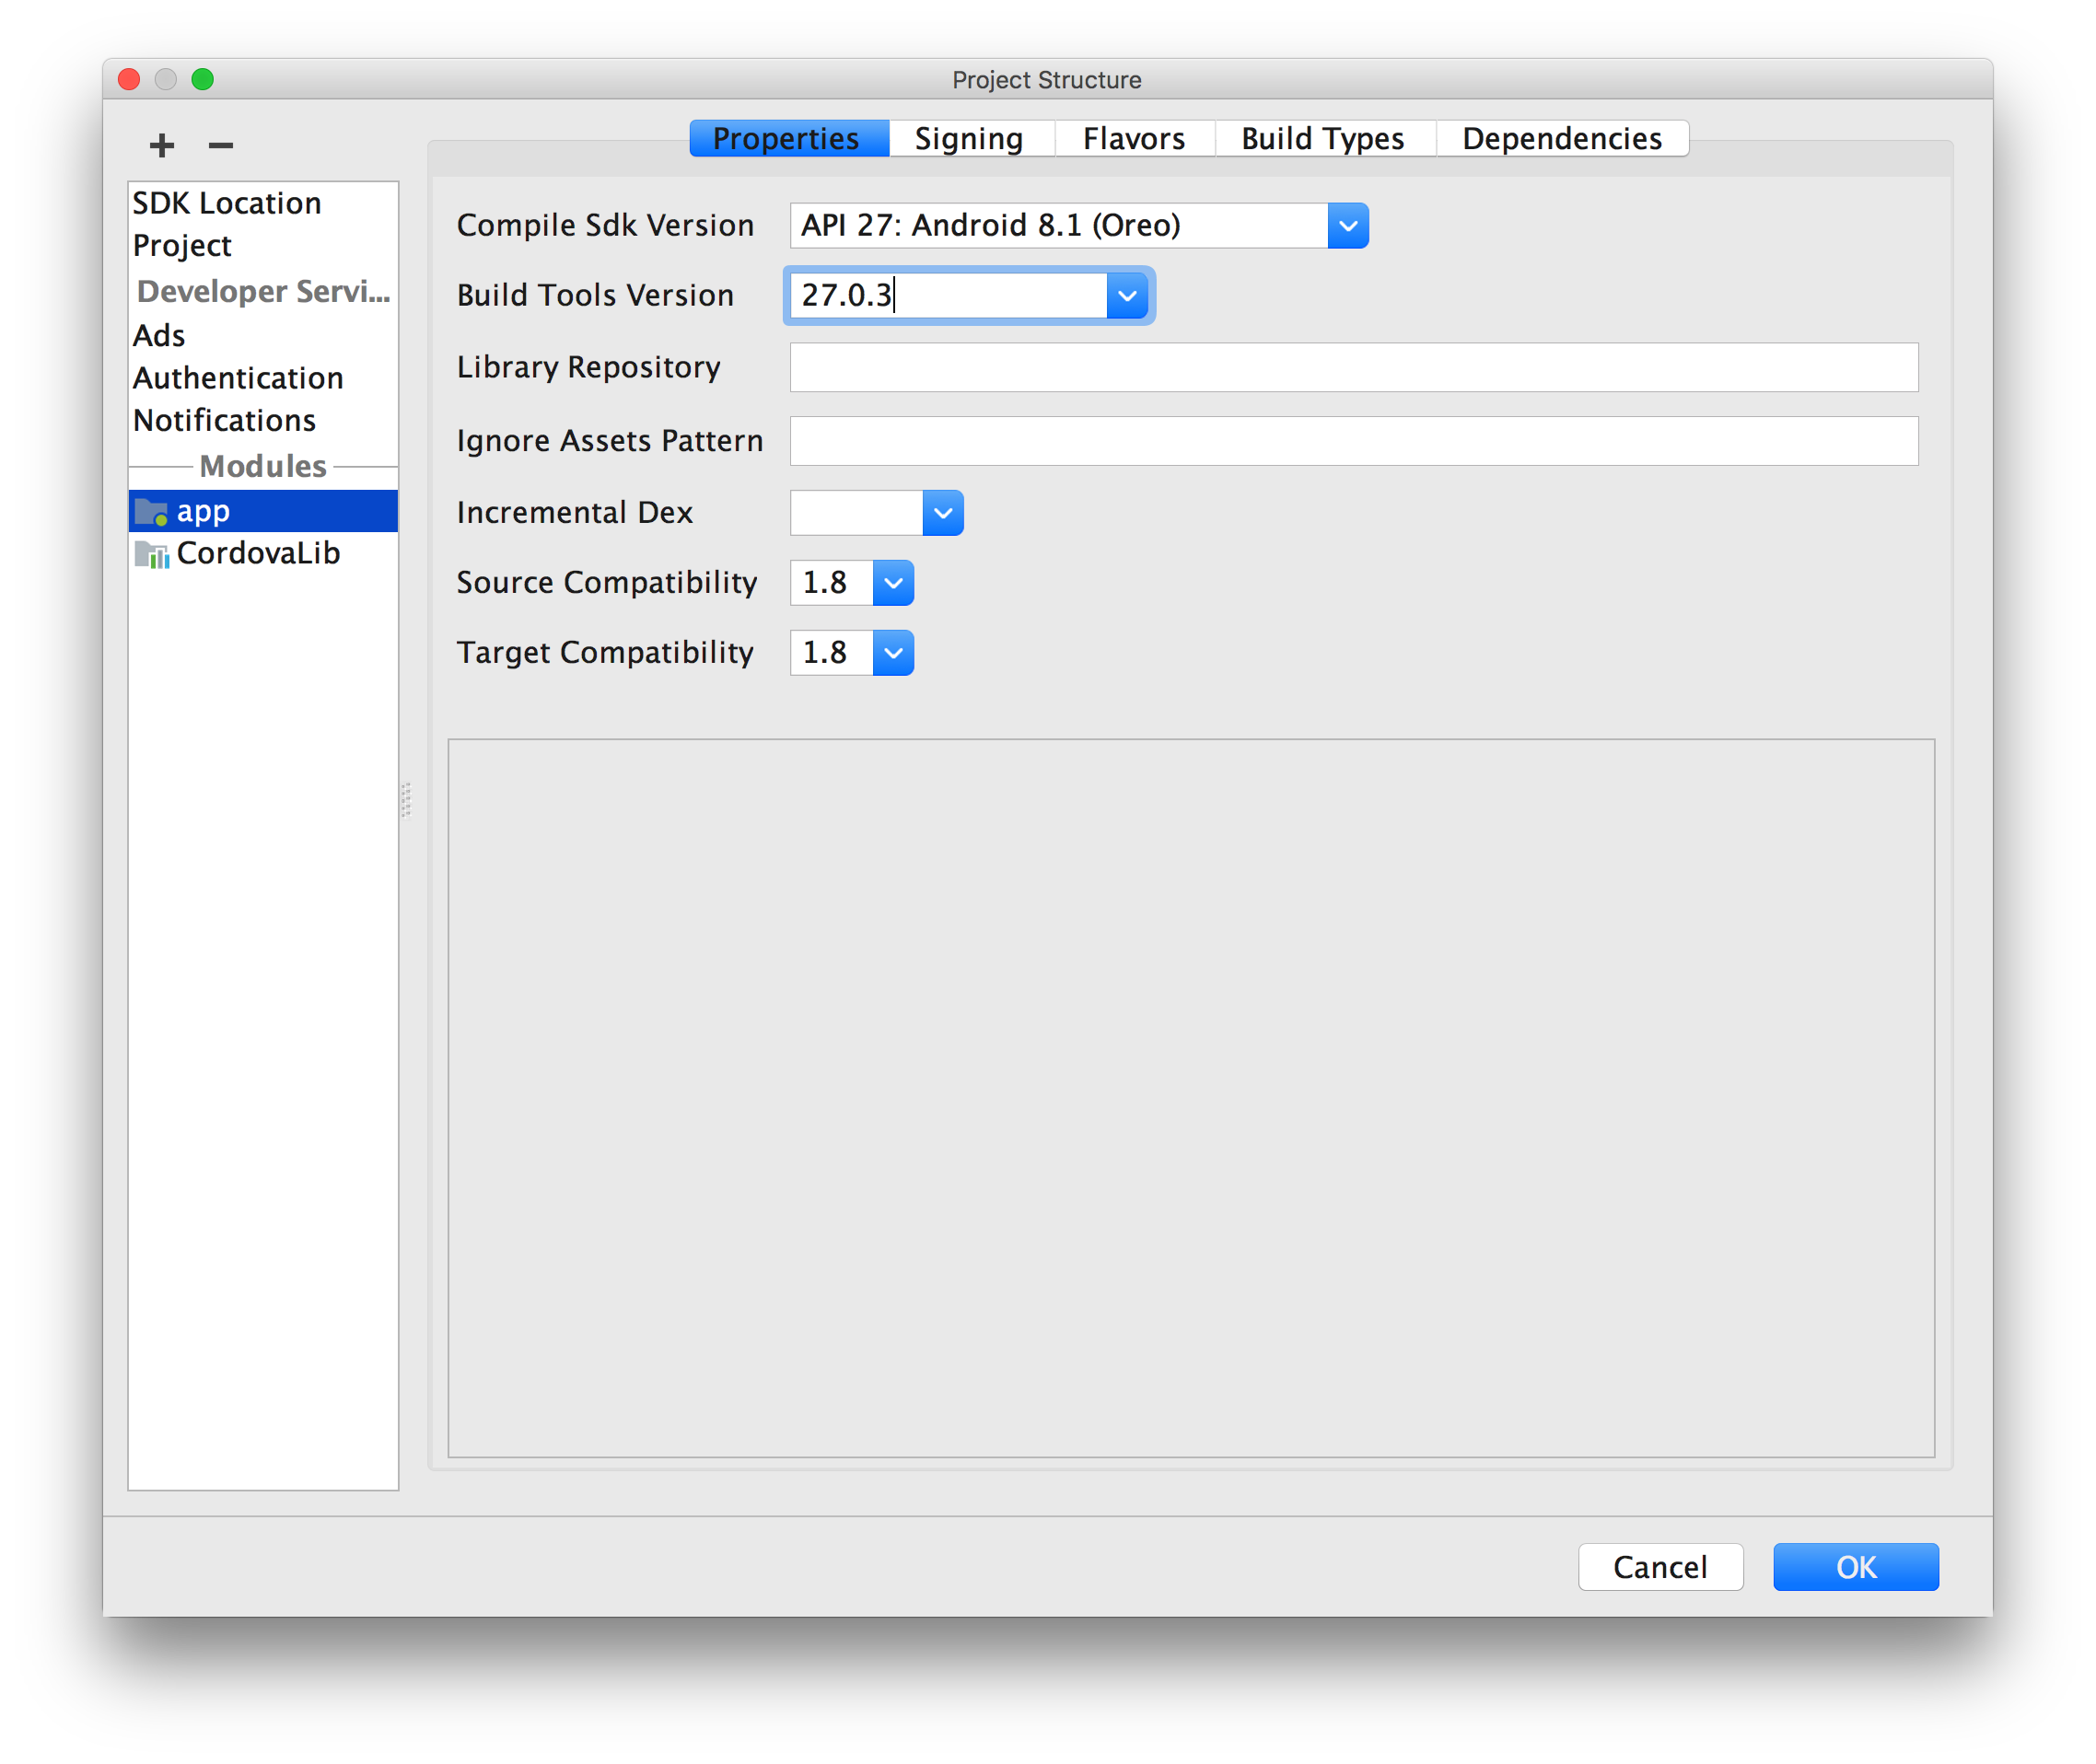 Project Structure
SDK Location
Project
Developer Servi...
Ads
Authentication
Notifications
Modules
app
CordovaLib
Properties Signing Flavors Build Types Dependencies
Compile Sdk Version API 27: Android 8.1 (Oreo)
Build Tools Version 27.0.3
Library Repository
Ignore Assets Pattern
Incremental Dex
Source Compatibility 1.8
Target Compatibility 1.8
Cancel OK